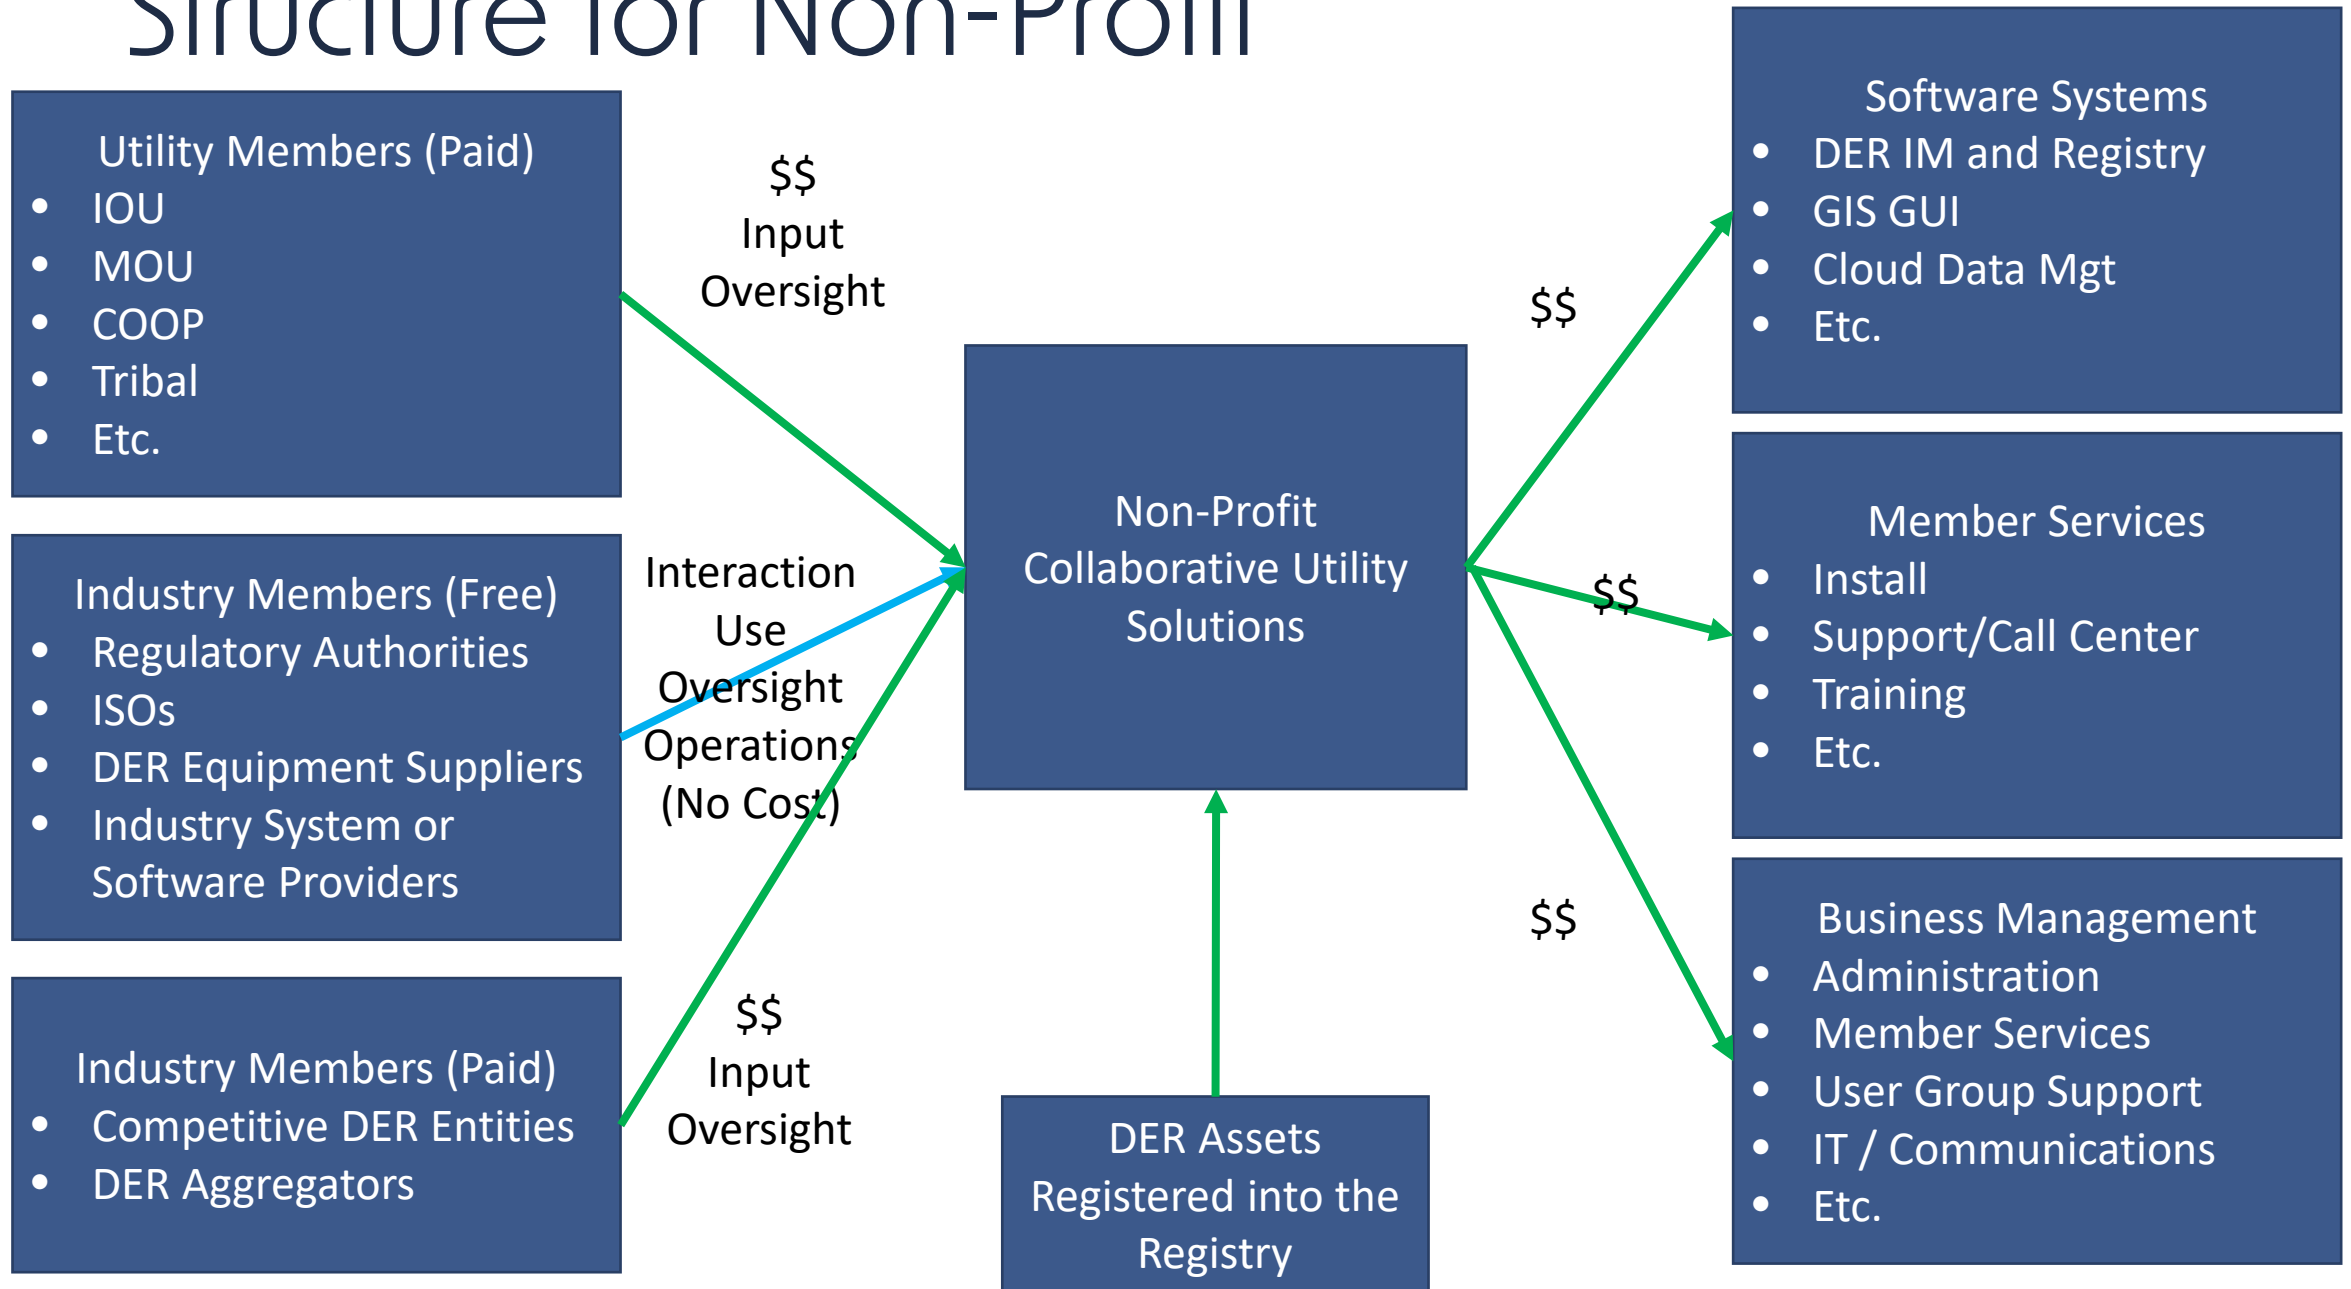 Structure for Non-Profit
Utility Members (Paid)
• IOU
• MOU
• COOP
• Tribal
• Etc.
$$
Input
Oversight
Industry Members (Free)
• Regulatory Authorities
• ISOs
• DER Equipment Suppliers
• Industry System or
Software Providers
Interaction
Use
Oversight
Operations
(No Cost)
Industry Members (Paid)
• Competitive DER Entities
• DER Aggregators
$$
Input
Oversight
Non-Profit
Collaborative Utility
Solutions
DER Assets
Registered into the
Registry
$$
$$
$$
Software Systems
• DER IM and Registry
• GIS GUI
• Cloud Data Mgt
• Etc.
Member Services
• Install
• Support/Call Center
• Training
• Etc.
Business Management
• Administration
• Member Services
• User Group Support
• IT / Communications
• Etc.